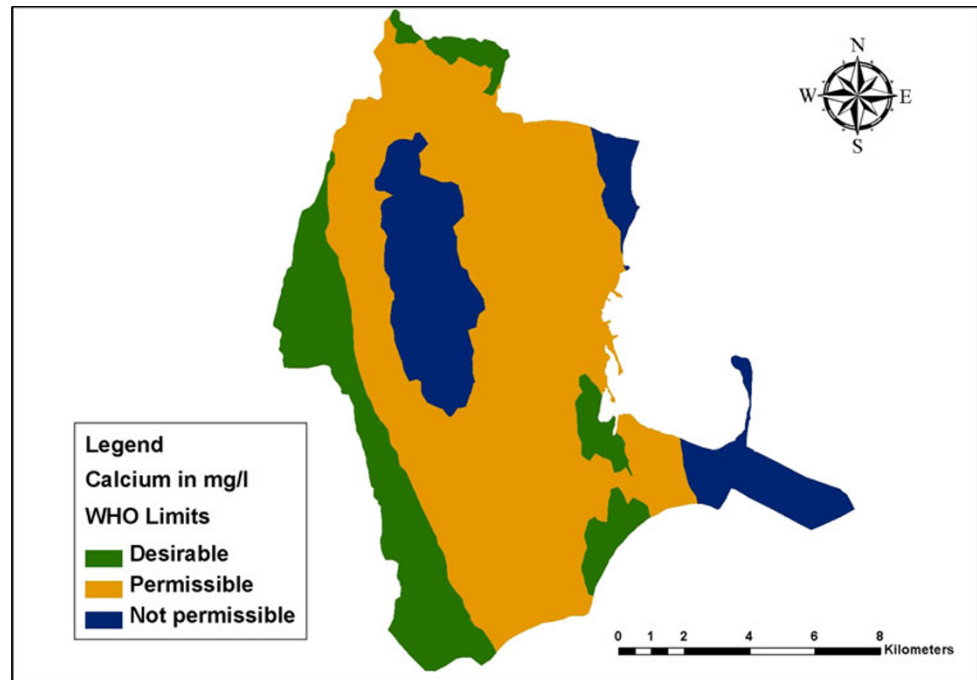 N
W E
S
Legend
Calcium in mg/l
WHO Limits
Desirable
Permissible
Not permissible
0 1 2 4 6 8
Kilometers